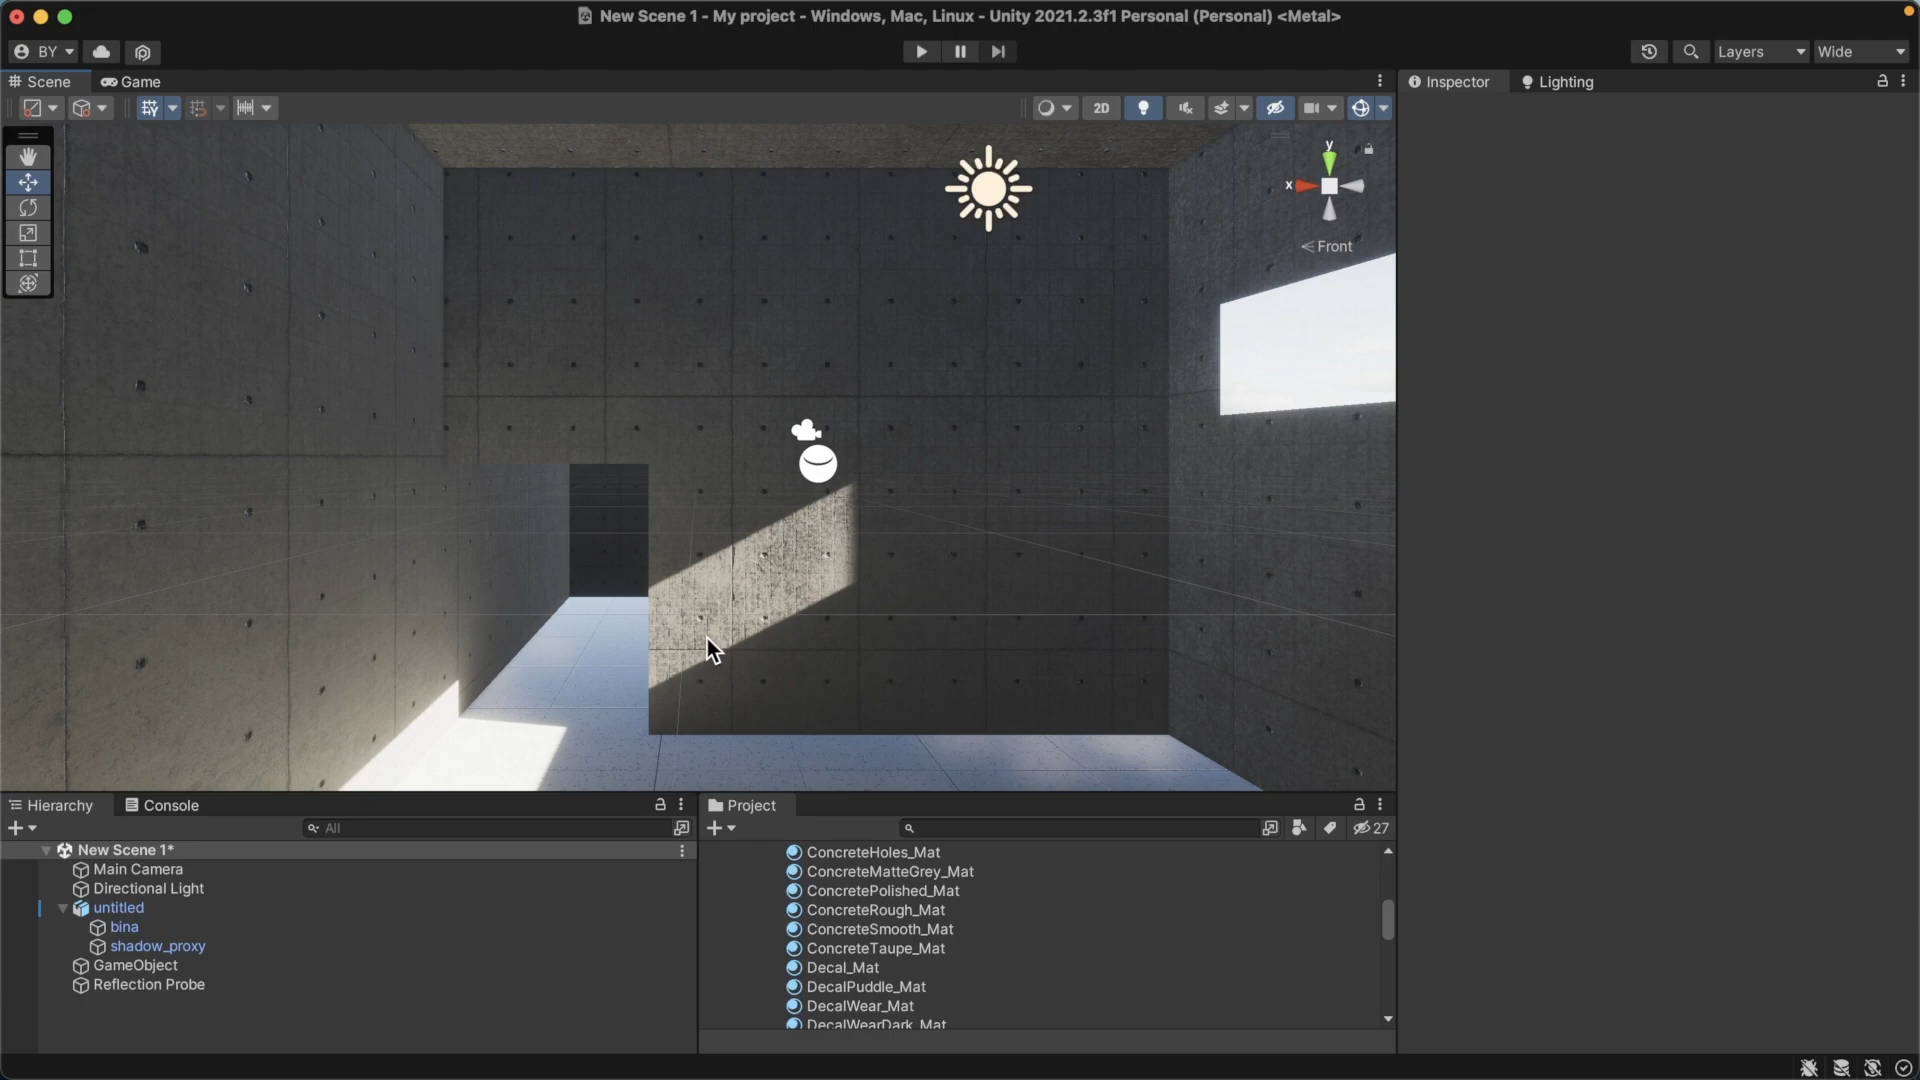 New Scene 1 - My project - Windows, Mac, Linux - Unity 2021.2.3f1 Personal (Personal) <Metal>
BY
Layers
Wide
Scene
Game
Inspector
Lighting
2D
y
x
Front
Hierarchy
Console
Project
All
27
New Scene 1*
Main Camera
Directional Light
untitled
bina
shadow_proxy
GameObject
Reflection Probe
ConcreteHoles_Mat
ConcreteMatteGrey_Mat
ConcretePolished_Mat
ConcreteRough_Mat
ConcreteSmooth_Mat
ConcreteTaupe_Mat
Decal_Mat
DecalPuddle_Mat
DecalWear_Mat
DecalWearDark_Mat